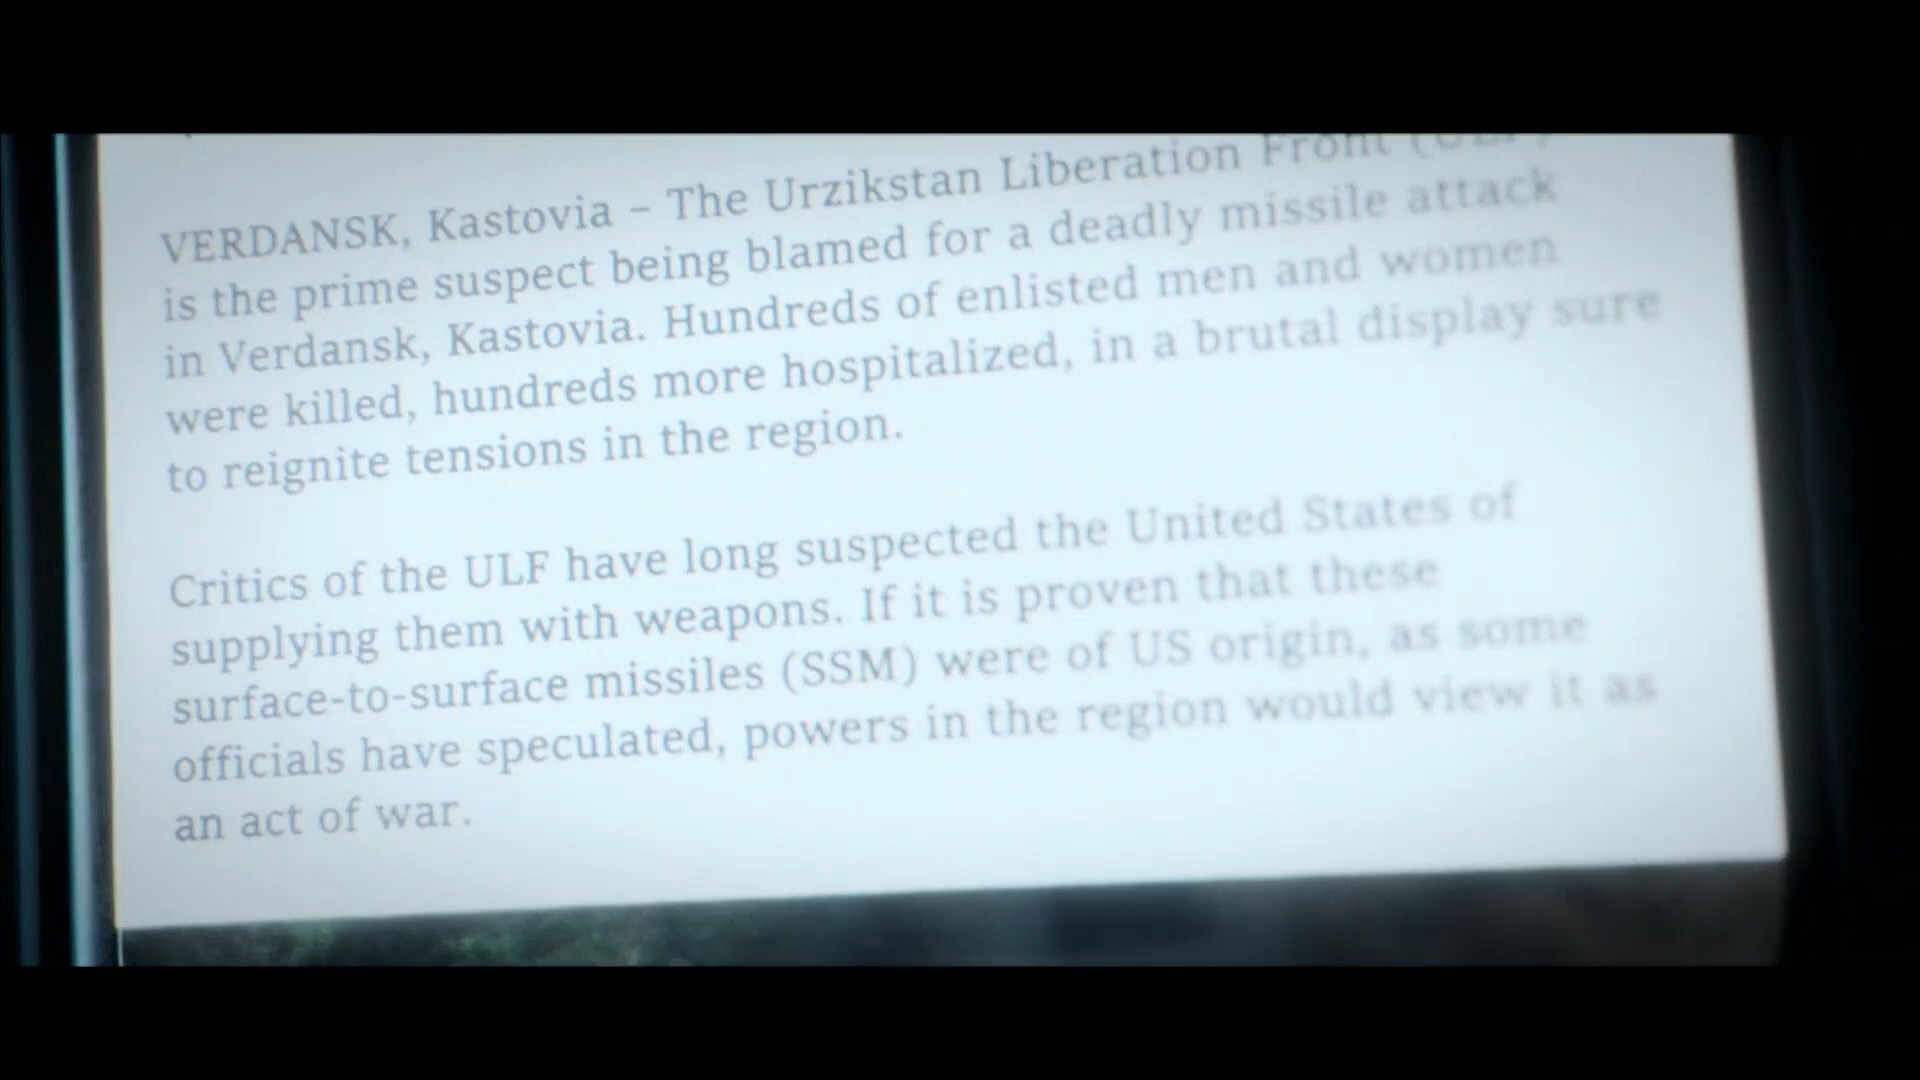 VERDANSK, Kastovia – The Urzikstan Liberation Front
is the prime suspect being blamed for a deadly missile attack
in Verdansk, Kastovia. Hundreds of enlisted men and women
were killed, hundreds more hospitalized, in a brutal display sure
to reignite tensions in the region.
Critics of the ULF have long suspected the United States of
supplying them with weapons. If it is proven that these
surface-to-surface missiles (SSM) were of US origin, as some
officials have speculated, powers in the region would view it as
an act of war.